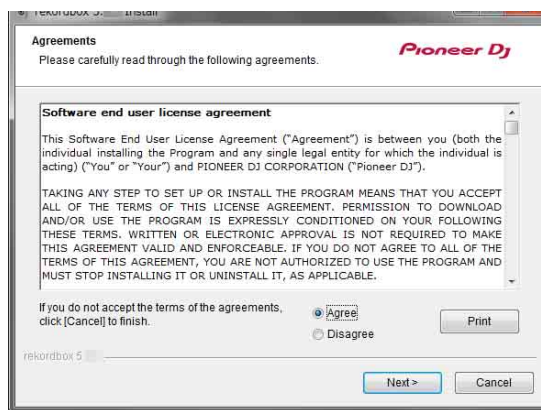 rekordbox 5. Install
Agreements
Please carefully read through the following agreements.
Pioneer Dj
Software end user license agreement
This Software End User License Agreement ("Agreement") is between you (both the
individual installing the Program and any single legal entity for which the individual is
acting) ("You" or "Your") and PIONEER DJ CORPORATION ("Pioneer DJ").
TAKING ANY STEP TO SET UP OR INSTALL THE PROGRAM MEANS THAT YOU ACCEPT
ALL OF THE TERMS OF THIS LICENSE AGREEMENT. PERMISSION TO DOWNLOAD
AND/OR USE THE PROGRAM IS EXPRESSLY CONDITIONED ON YOUR FOLLOWING
THESE TERMS. WRITTEN OR ELECTRONIC APPROVAL IS NOT REQUIRED TO MAKE
THIS AGREEMENT VALID AND ENFORCEABLE. IF YOU DO NOT AGREE TO ALL OF THE
TERMS OF THIS AGREEMENT, YOU ARE NOT AUTHORIZED TO USE THE PROGRAM AND
MUST STOP INSTALLING IT OR UNINSTALL IT, AS APPLICABLE.
If you do not accept the terms of the agreements,
click [Cancel] to finish.
Agree
Disagree
Print
rekordbox 5
Next >
Cancel